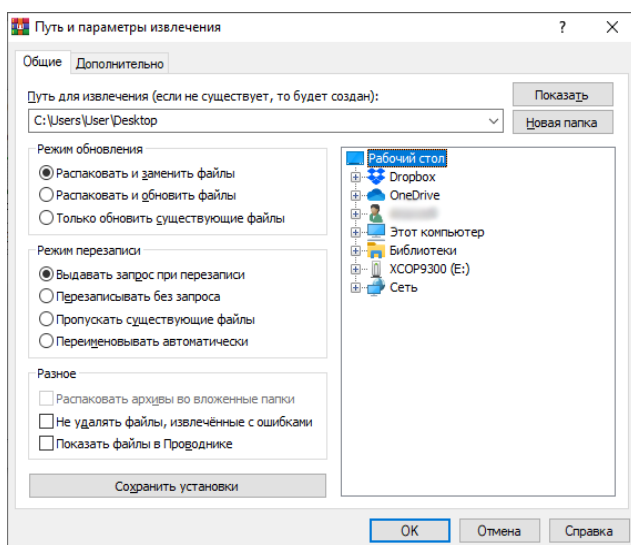 Путь и параметры извлечения
?
Общие
Дополнительно
Путь для извлечения (если не существует, то будет создан):
Показать
C:\Users\User\Desktop
Новая папка
Режим обновления
Распаковать и заменить файлы
Распаковать и обновить файлы
Только обновить существующие файлы
Режим перезаписи
Выдавать запрос при перезаписи
Перезаписывать без запроса
Пропускать существующие файлы
Переименовывать автоматически
Разное
Распаковать архивы во вложенные папки
Не удалять файлы, извлечённые с ошибками
Показать файлы в Проводнике
Сохранить установки
Рабочий стол
Dropbox
OneDrive
Этот компьютер
Библиотеки
XCOP9300 (E:)
Сеть
OK
Отмена
Справка